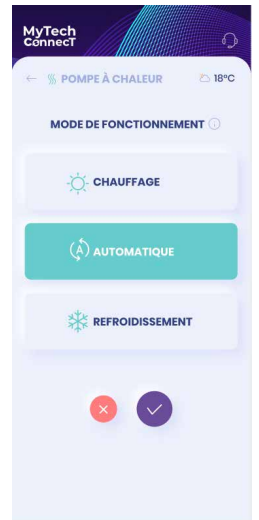 MyTech
ConnecT
POMPE À CHALEUR 18°C
MODE DE FONCTIONNEMENT
CHAUFFAGE
A AUTOMATIQUE
REFROIDISSEMENT